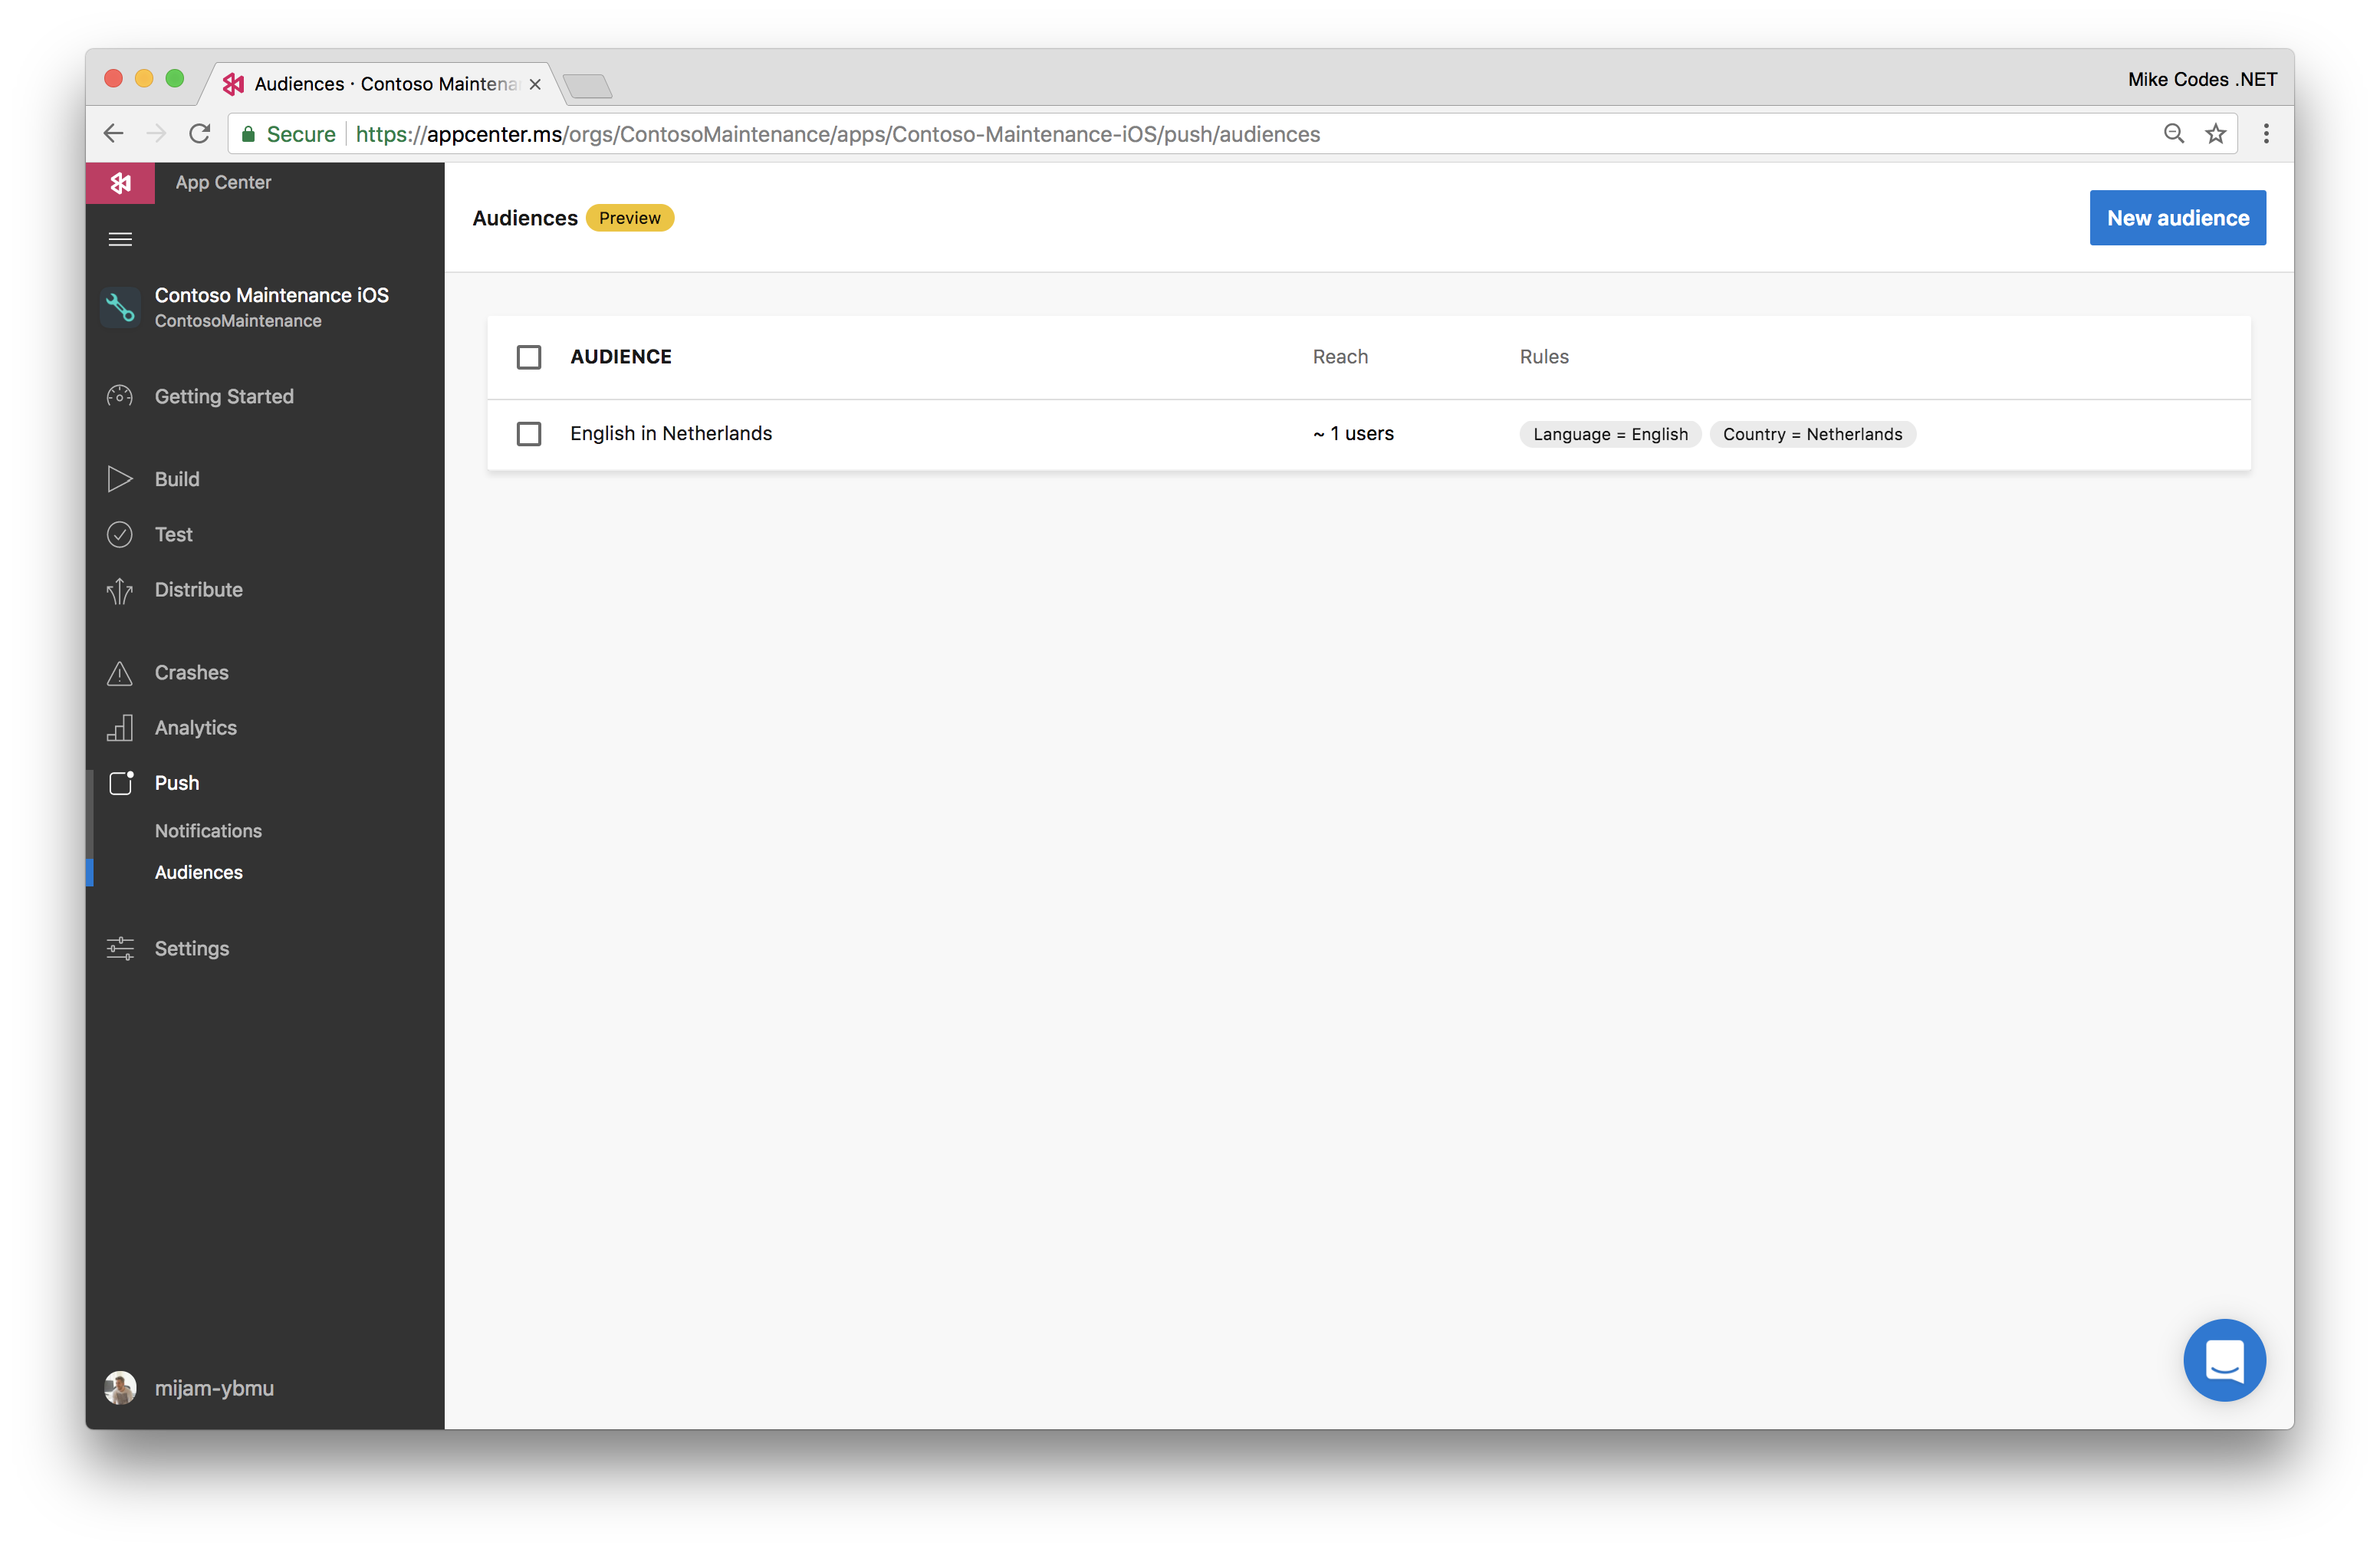 Audiences · Contoso Maintena
Mike Codes .NET
Secure https://appcenter.ms/orgs/ContosoMaintenance/apps/Contoso-Maintenance-iOS/push/audiences
App Center
Contoso Maintenance iOS
ContosoMaintenance
Getting Started
Build
Test
Distribute
Crashes
Analytics
Push
Notifications
Audiences
Settings
mijam-ybmu
Audiences Preview
New audience
AUDIENCE Reach Rules
English in Netherlands ~ 1 users Language = English Country = Netherlands